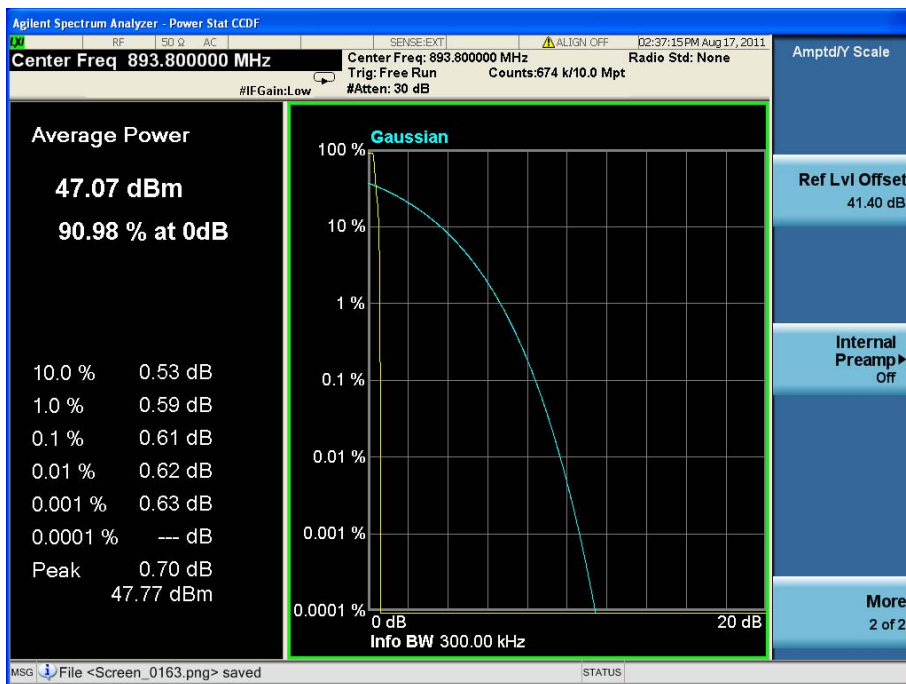 Agilent Spectrum Analyzer - Power Stat CCDF
LXI RF 50 Ω AC SENSE:EXT ALIGN OFF 02:37:15 PM Aug 17, 2011
Center Freq 893.800000 MHz
Center Freq: 893.800000 MHz Radio Std: None
Trig: Free Run Counts:674 k/10.0 Mpt
#IFGain:Low #Atten: 30 dB
Amptd/Y Scale
Average Power
47.07 dBm
90.98 % at 0dB
10.0 % 0.53 dB
1.0 % 0.59 dB
0.1 % 0.61 dB
0.01 % 0.62 dB
0.001 % 0.63 dB
0.0001 % --- dB
Peak 0.70 dB
47.77 dBm
Gaussian
100 %
10 %
1 %
0.1 %
0.01 %
0.001 %
0.0001 %
0 dB 20 dB
Info BW 300.00 kHz
Ref Lvl Offset
41.40 dB
Internal
Preamp
Off
More
2 of 2
MSG File <Screen_0163.png> saved STATUS